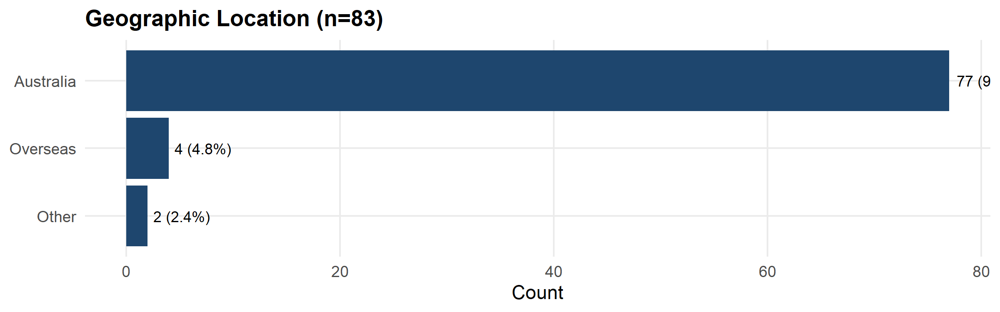 Geographic Location (n=83)
Australia
77 (9
Overseas
4 (4.8%)
Other
2 (2.4%)
0 20 40 60 80
Count